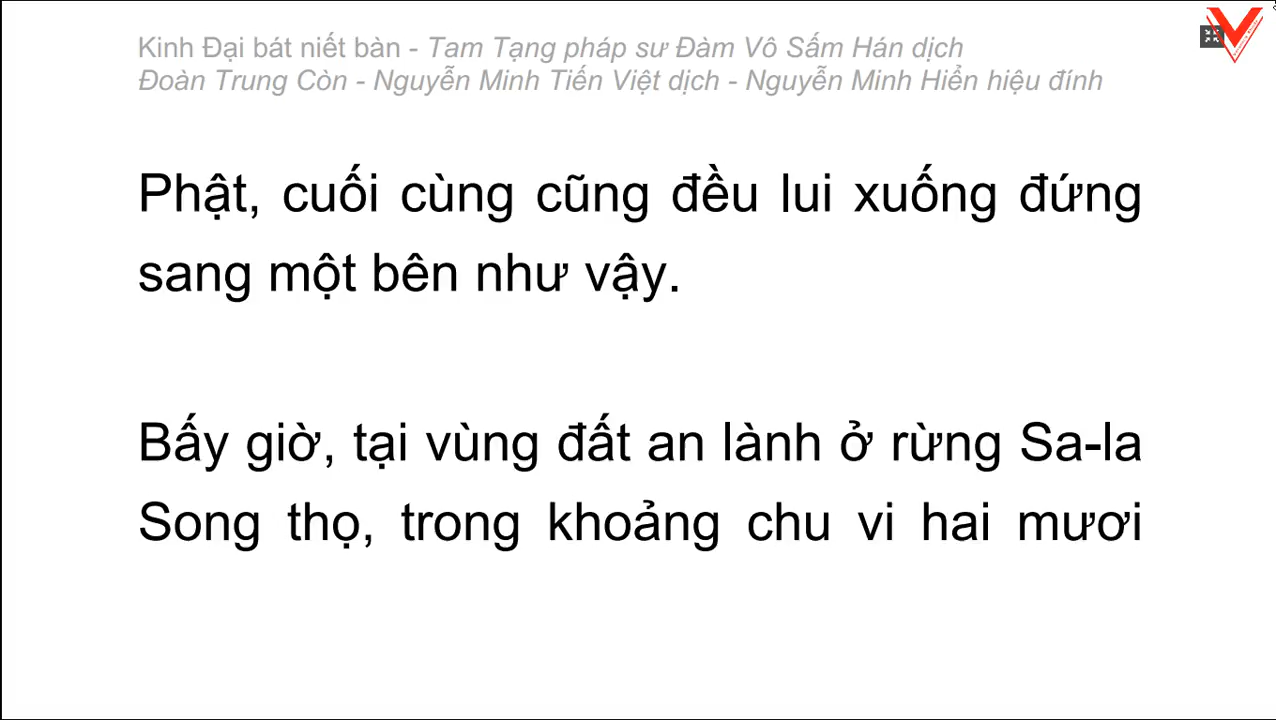 Kinh Đại bát niết bàn - Tam Tạng pháp sư Đàm Vô Sấm Hán dịch
Đoàn Trung Còn - Nguyễn Minh Tiến Việt dịch - Nguyễn Minh Hiển hiệu đính
Phật, cuối cùng cũng đều lui xuống đứng
sang một bên như vậy.
Bấy giờ, tại vùng đất an lành ở rừng Sa-la
Song thọ, trong khoảng chu vi hai mươi